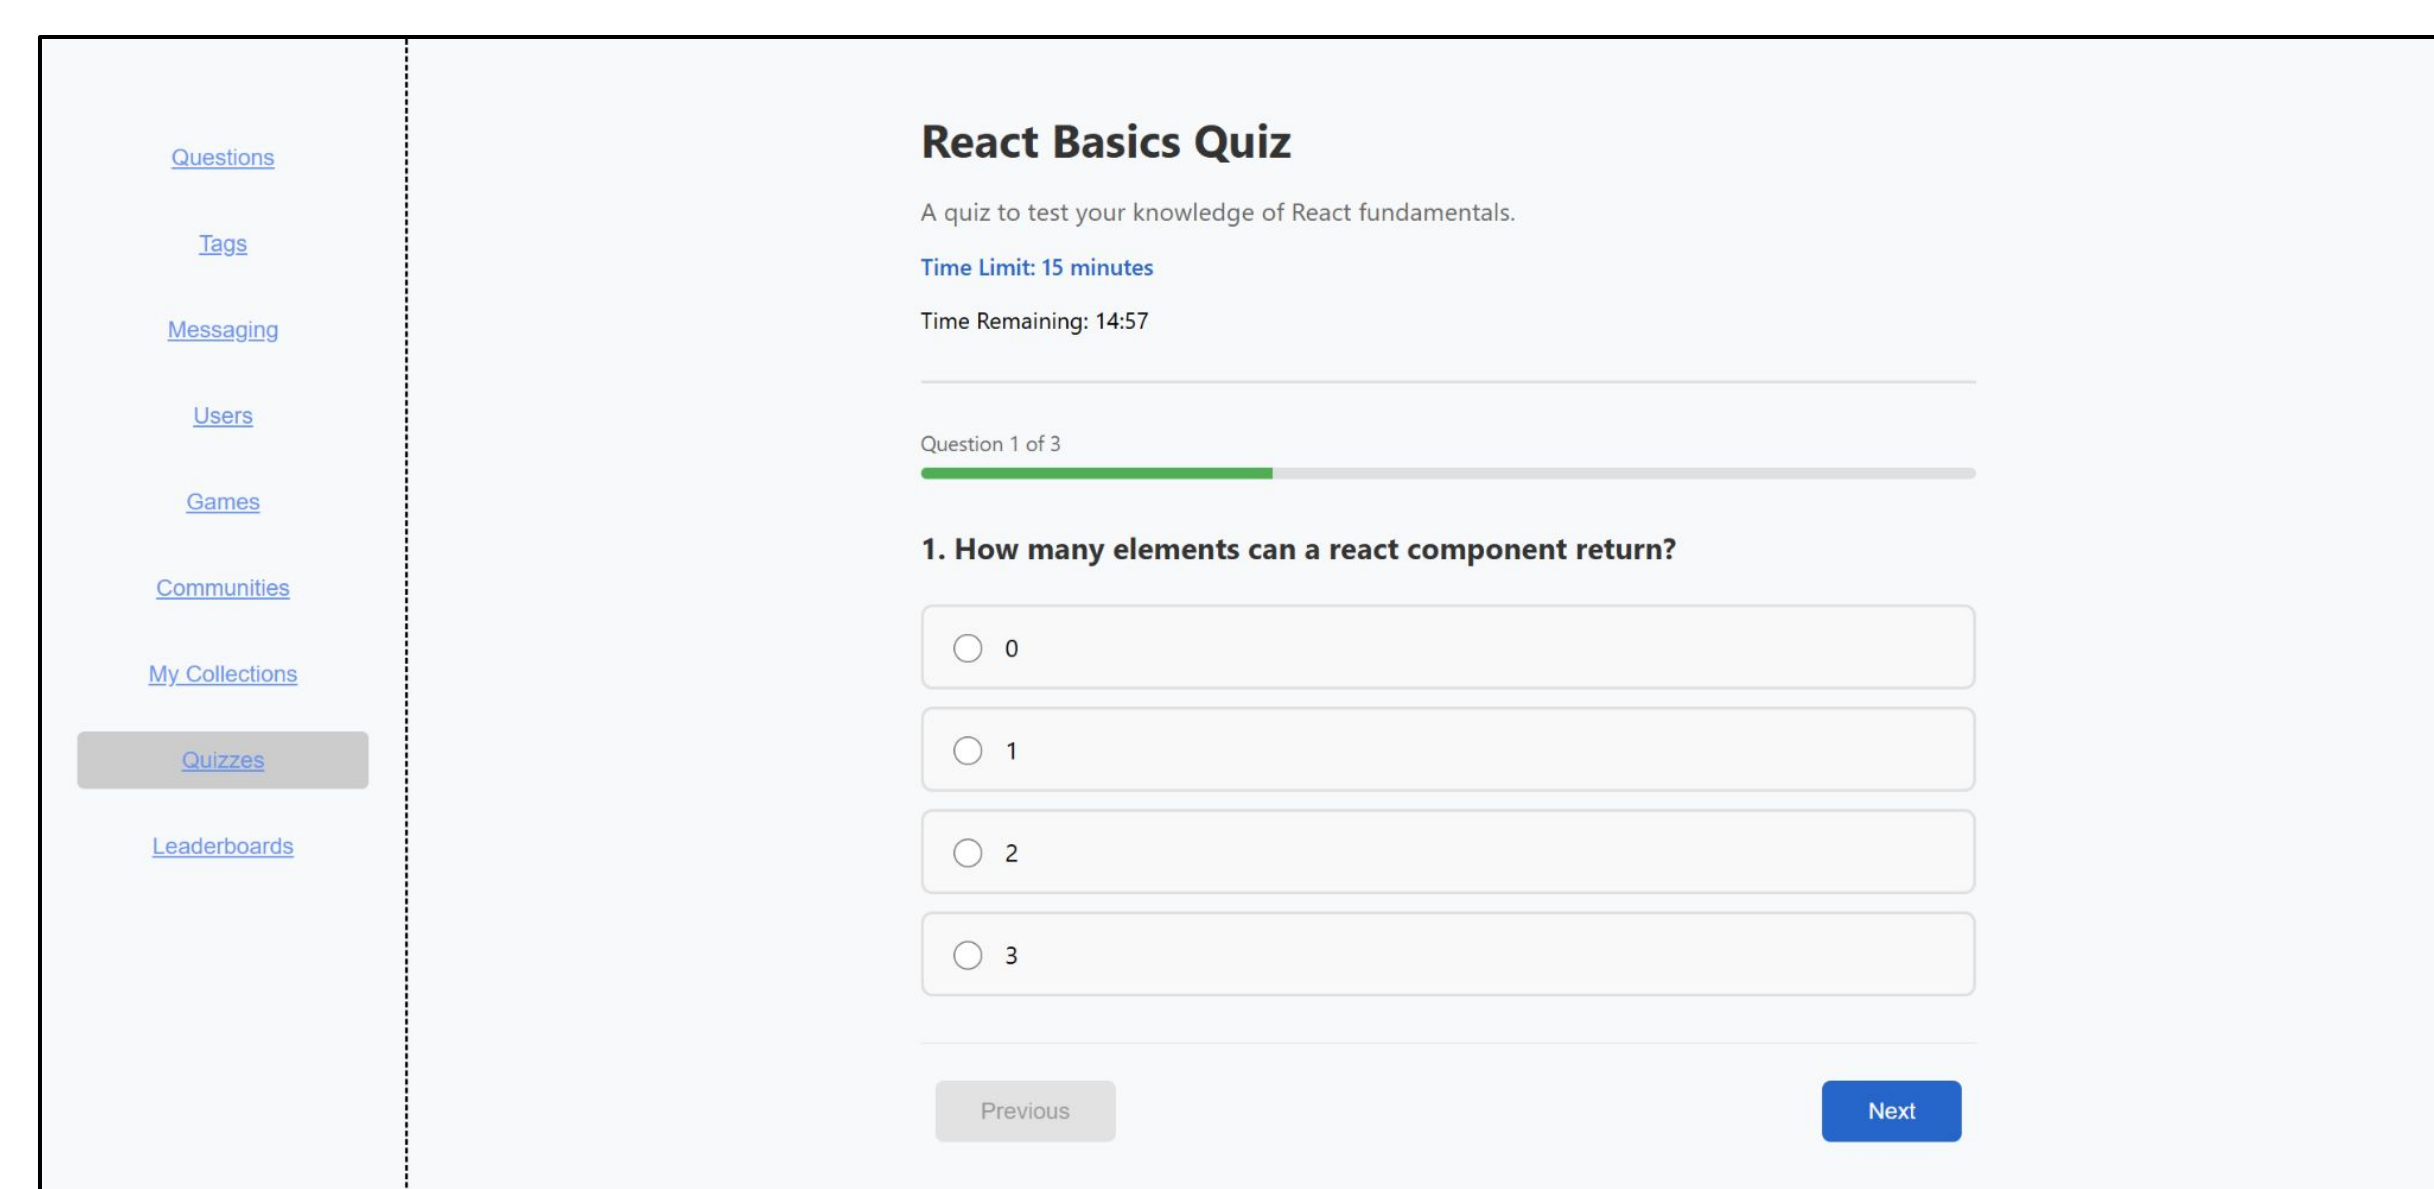 Questions
Tags
Messaging
Users
Games
Communities
My Collections
Quizzes
Leaderboards
React Basics Quiz
A quiz to test your knowledge of React fundamentals.
Time Limit: 15 minutes
Time Remaining: 14:57
Question 1 of 3
1. How many elements can a react component return?
0
1
2
3
Previous
Next